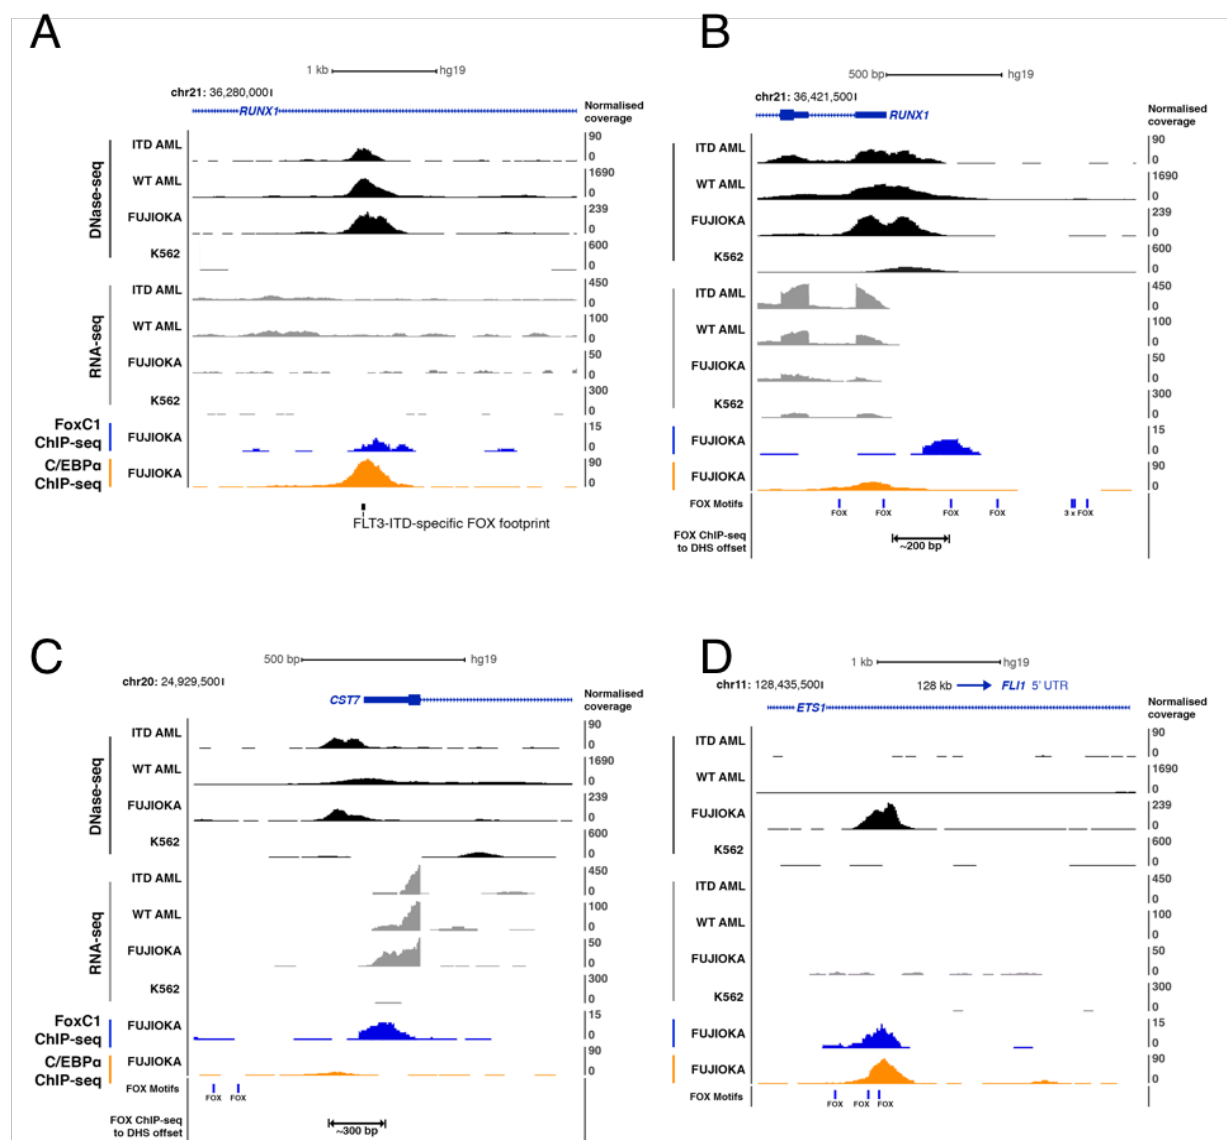 A
1 kb hg19
chr21: 36,280,000
RUNX1
Normalised
coverage
DNase-seq
ITD AML 90 0
WT AML 1690 0
FUJIOKA 239 0
K562 600 0
RNA-seq
ITD AML 450 0
WT AML 100 0
FUJIOKA 50 0
K562 300 0
FoxC1
ChIP-seq
FUJIOKA 15 0
C/EBPα
ChIP-seq
FUJIOKA 90 0
FLT3-ITD-specific FOX footprint
B
500 bp hg19
chr21: 36,421,500
RUNX1
Normalised
coverage
ITD AML 90 0
WT AML 1690 0
FUJIOKA 239 0
K562 600 0
ITD AML 450 0
WT AML 100 0
FUJIOKA 50 0
K562 300 0
FUJIOKA 15 0
FUJIOKA 90 0
FOX Motifs
FOX FOX FOX FOX 3 x FOX
FOX ChIP-seq
to DHS offset
~200 bp
C
500 bp hg19
chr20: 24,929,500
CST7
Normalised
coverage
DNase-seq
ITD AML 90 0
WT AML 1690 0
FUJIOKA 239 0
K562 600 0
RNA-seq
ITD AML 450 0
WT AML 100 0
FUJIOKA 50 0
K562 300 0
FoxC1
ChIP-seq
FUJIOKA 15 0
C/EBPα
ChIP-seq
FUJIOKA 90 0
FOX Motifs
FOX FOX
FOX ChIP-seq
to DHS offset
~300 bp
D
1 kb hg19
chr11: 128,435,500
128 kb FLI1 5' UTR
ETS1
Normalised
coverage
ITD AML 90 0
WT AML 1690 0
FUJIOKA 239 0
K562 600 0
ITD AML 450 0
WT AML 100 0
FUJIOKA 50 0
K562 300 0
FUJIOKA 15 0
FUJIOKA 90 0
FOX Motifs
FOX FOX FOX